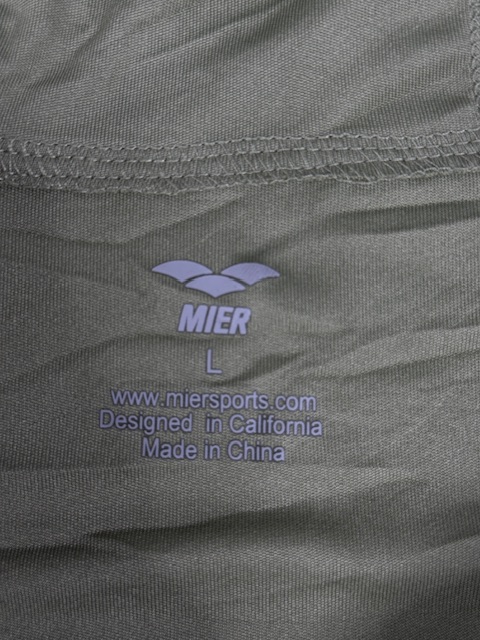 MIER
L
www.miersports.com
Designed in California
Made in China